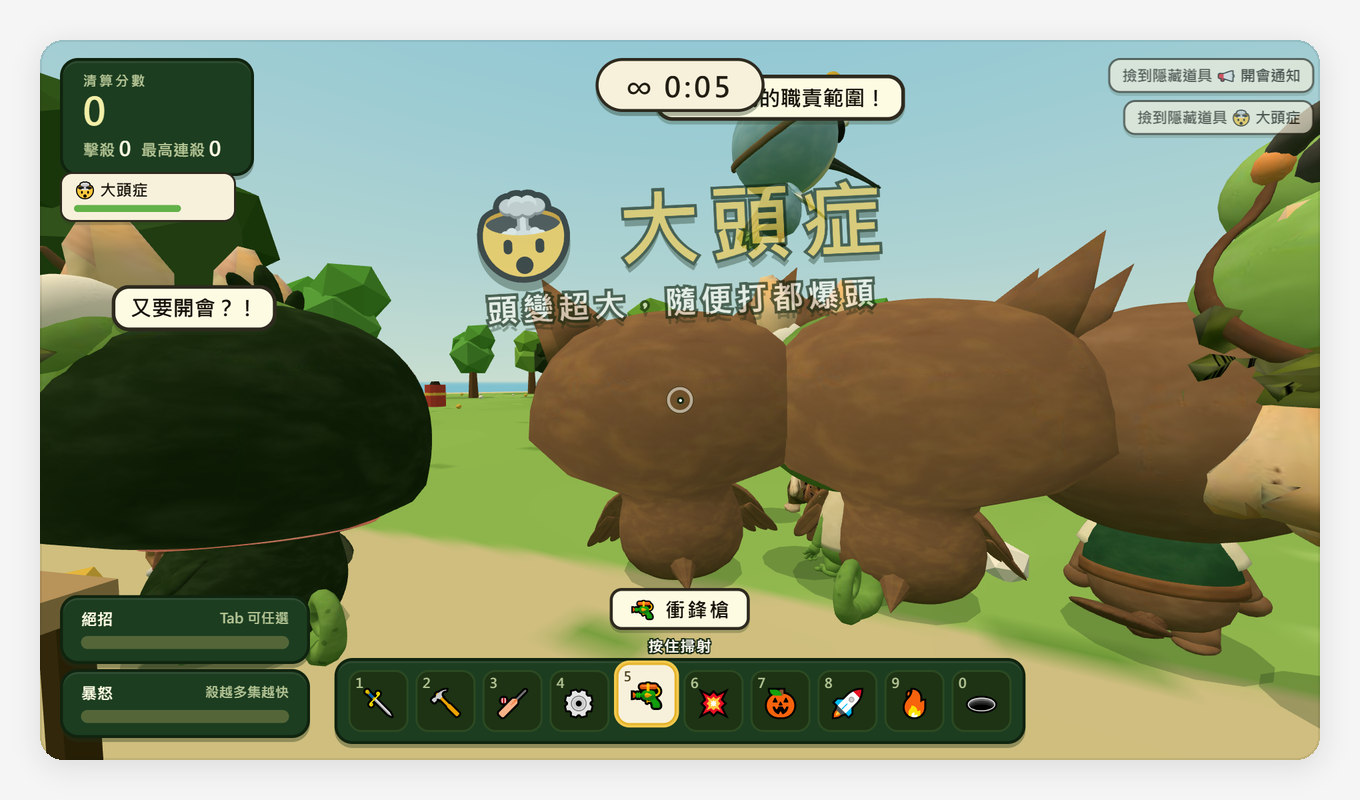 清算分數
0
擊殺 0 最高連殺 0
大頭症
∞ 0:05
的職責範圍！
撿到隱藏道具 開會通知
撿到隱藏道具 大頭症
大頭症
頭變超大，隨便打都爆頭
又要開會？！
衝鋒槍
按住掃射
絕招 Tab 可任選
暴怒 殺越多集越快
1 2 3 4 5 6 7 8 9 0